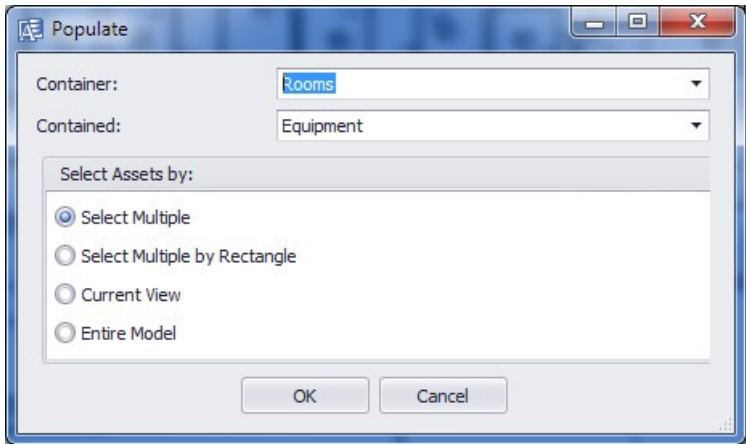 Populate
Container: Rooms
Contained: Equipment
Select Assets by:
Select Multiple
Select Multiple by Rectangle
Current View
Entire Model
OK Cancel